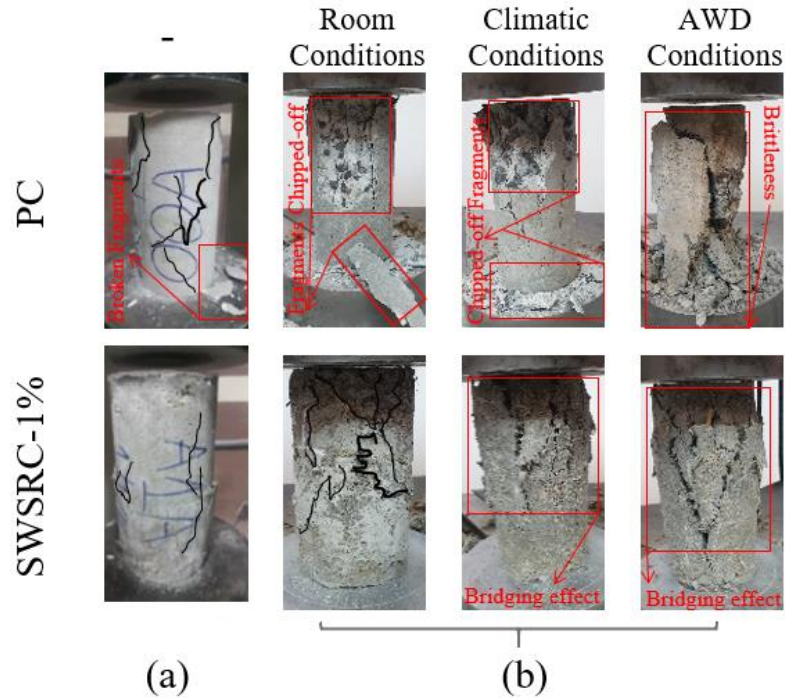 -
Room
Conditions
Climatic
Conditions
AWD
Conditions
PC
Broken Fragments
Fragments Chipped-off
Chipped-off Fragments
Brittleness
SWSRC-1%
Bridging effect
Bridging effect
(a)
(b)